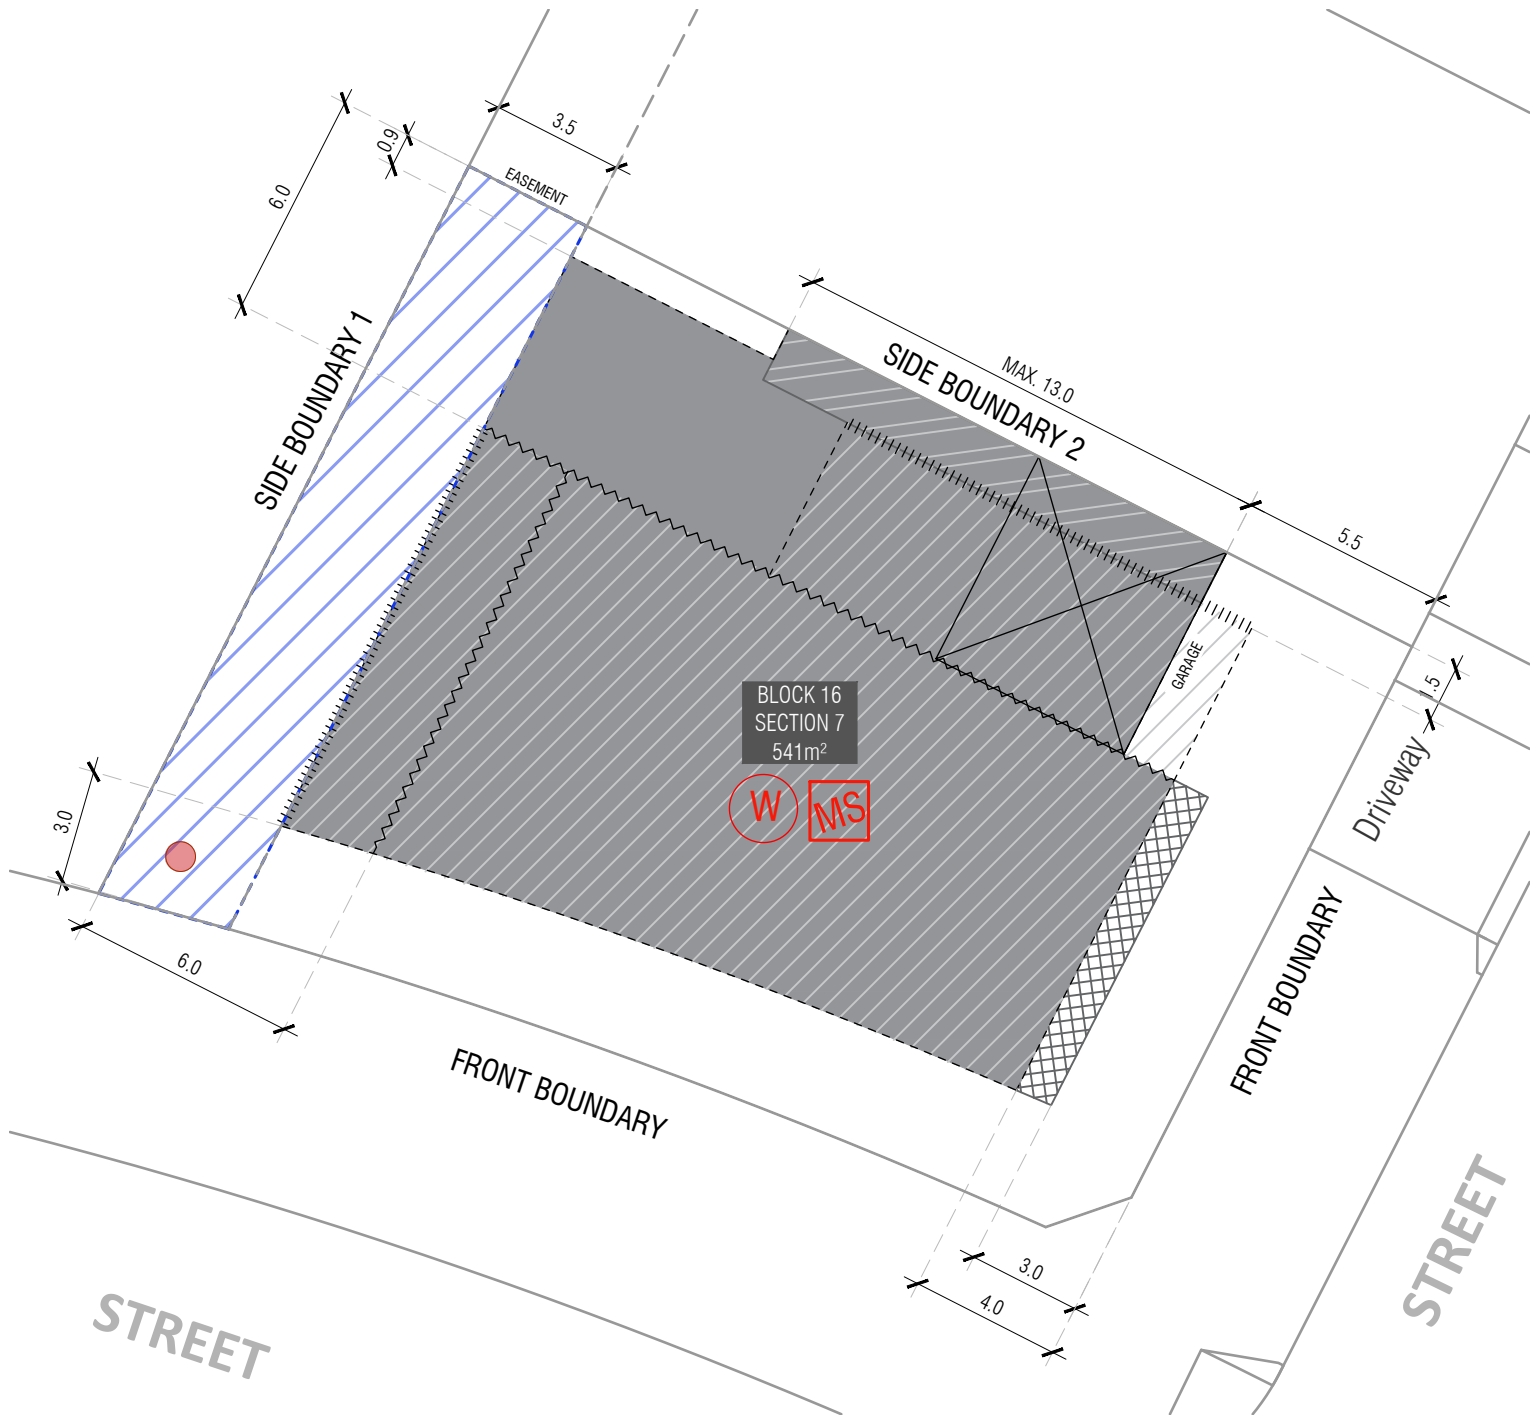 3.5
0.9
EASEMENT
6.0
SIDE BOUNDARY 1
MAX. 13.0
SIDE BOUNDARY 2
5.5
GARAGE
1.5
BLOCK 16
SECTION 7
541m²
W
MS
Driveway
3.0
6.0
FRONT BOUNDARY
FRONT BOUNDARY
3.0
4.0
STREET
STREET